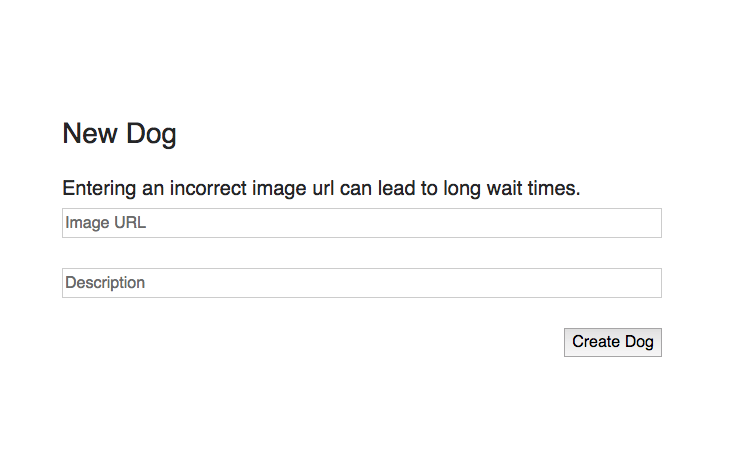 New Dog
Entering an incorrect image url can lead to long wait times.
Image URL
Description
Create Dog